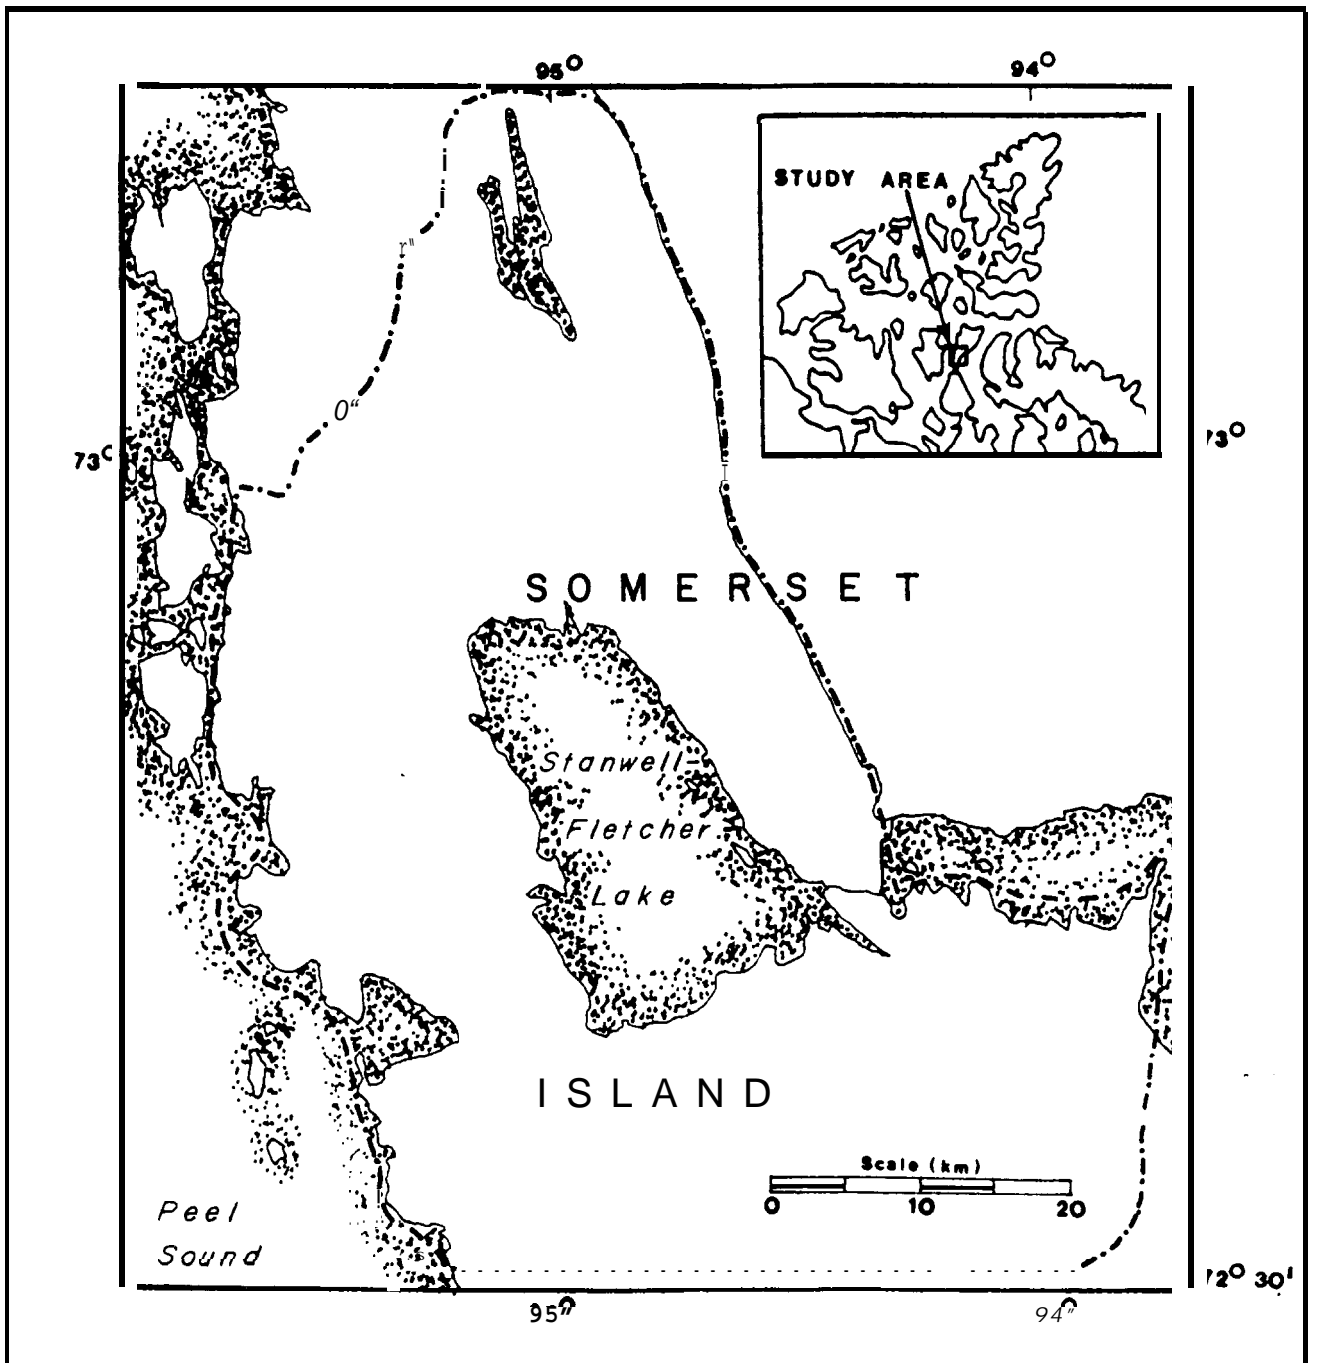 95° 94°
STUDY AREA
73° 73°
0"
SOMERSET
Stanwell-
Fletcher
Lake
ISLAND
Scale (km)
0 10 20
Peel
Sound
72° 30'
95" 94"